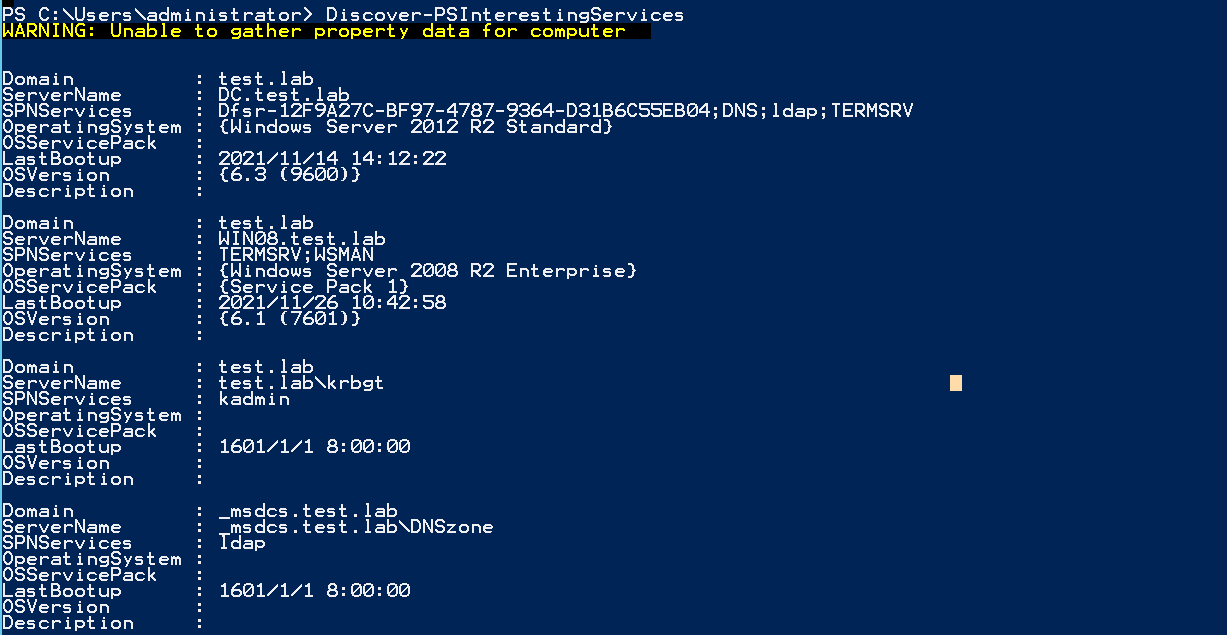 PS C:\Users\administrator> Discover-PSInterestingServices
WARNING: Unable to gather property data for computer
Domain : test.lab
ServerName : DC.test.lab
SPNServices : Dfsr-12F9A27C-BF97-4787-9364-D31B6C55EB04;DNS;ldap;TERMSRV
OperatingSystem : {Windows Server 2012 R2 Standard}
OSServicePack :
LastBootup : 2021/11/14 14:12:22
OSVersion : {6.3 (9600)}
Description :
Domain : test.lab
ServerName : WIN08.test.lab
SPNServices : TERMSRV;WSMAN
OperatingSystem : {Windows Server 2008 R2 Enterprise}
OSServicePack : {Service Pack 1}
LastBootup : 2021/11/26 10:42:58
OSVersion : {6.1 (7601)}
Description :
Domain : test.lab
ServerName : test.lab\krbgt
SPNServices : kadmin
OperatingSystem :
OSServicePack :
LastBootup : 1601/1/1 8:00:00
OSVersion :
Description :
Domain : _msdcs.test.lab
ServerName : _msdcs.test.lab\DNSzone
SPNServices : ldap
OperatingSystem :
OSServicePack :
LastBootup : 1601/1/1 8:00:00
OSVersion :
Description :